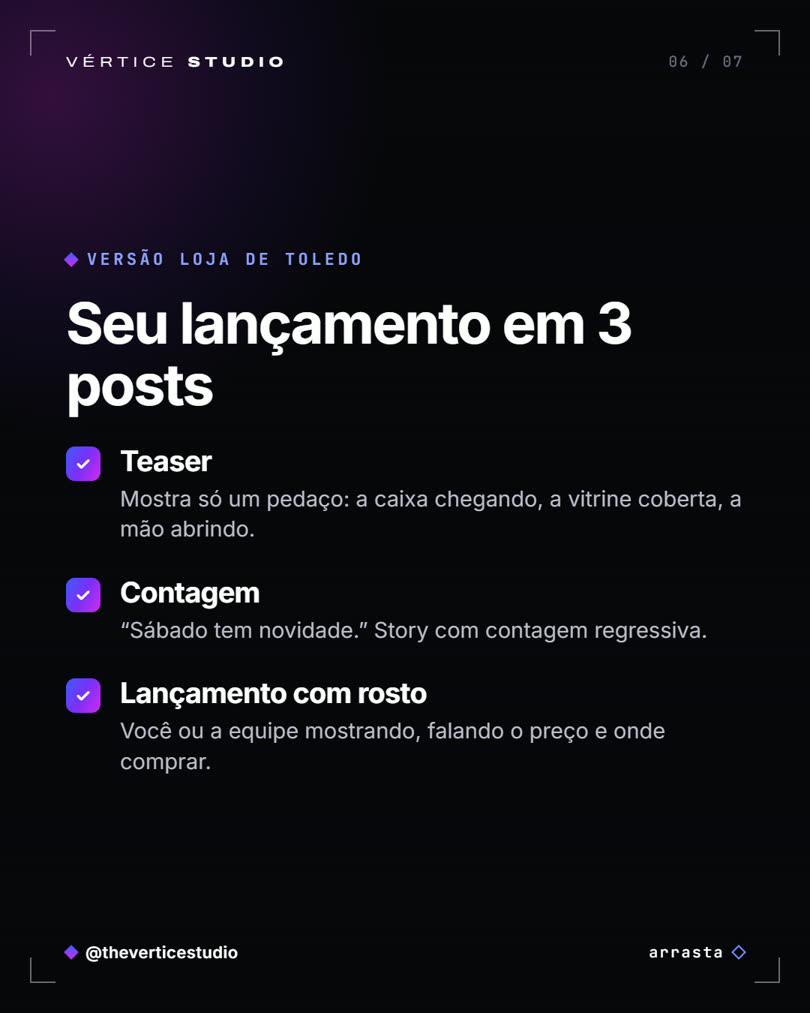 VÉRTICE STUDIO
06 / 07
VERSÃO LOJA DE TOLEDO
Seu lançamento em 3
posts
Teaser
Mostra só um pedaço: a caixa chegando, a vitrine coberta, a
mão abrindo.
Contagem
“Sábado tem novidade.” Story com contagem regressiva.
Lançamento com rosto
Você ou a equipe mostrando, falando o preço e onde
comprar.
@theverticestudio
arrasta